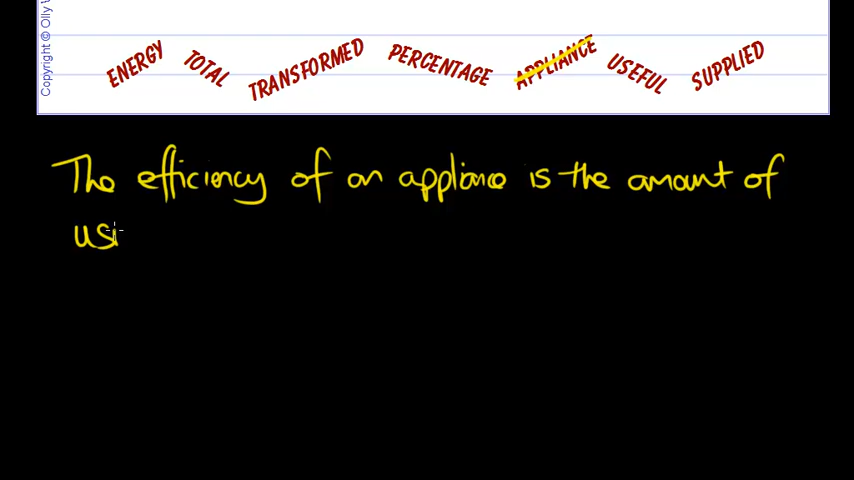 Copyright © Olly W
ENERGY TOTAL TRANSFORMED PERCENTAGE APPLIANCE USEFUL SUPPLIED
The efficiency of an appliance is the amount of
us